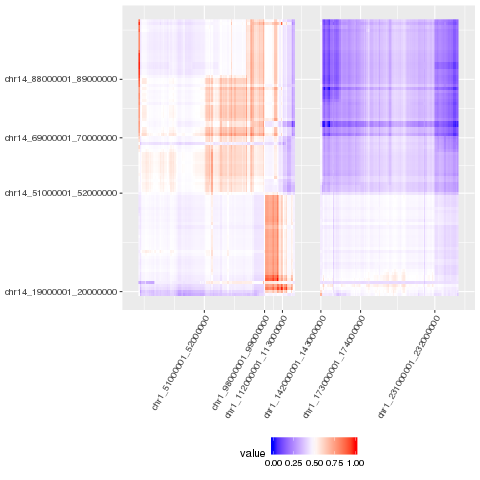 chr14_88000001_89000000
chr14_69000001_70000000
chr14_51000001_52000000
chr14_19000001_20000000
chr1_51000001_52000000
chr1_98000001_99000000
chr1_112000001_113000000
chr1_142000001_143000000
chr1_173000001_174000000
chr1_231000001_232000000
value
0.00 0.25 0.50 0.75 1.00